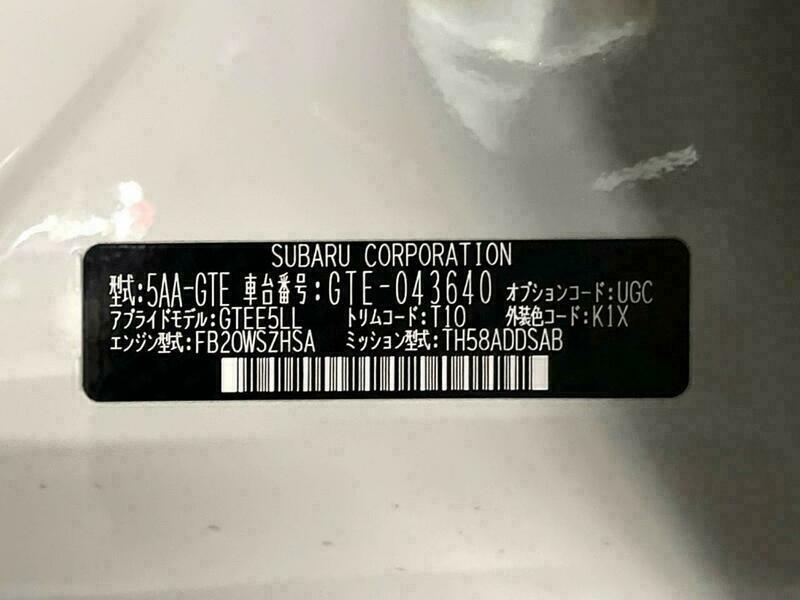 SUBARU CORPORATION
型式:5AA-GTE 車台番号:GTE-043640 オプションコード:UGC
アプライドモデル:GTEE5LL トリムコード:T10 外装色コード:K1X
エンジン型式:FB20WSZHSA ミッション型式:TH58ADDSAB